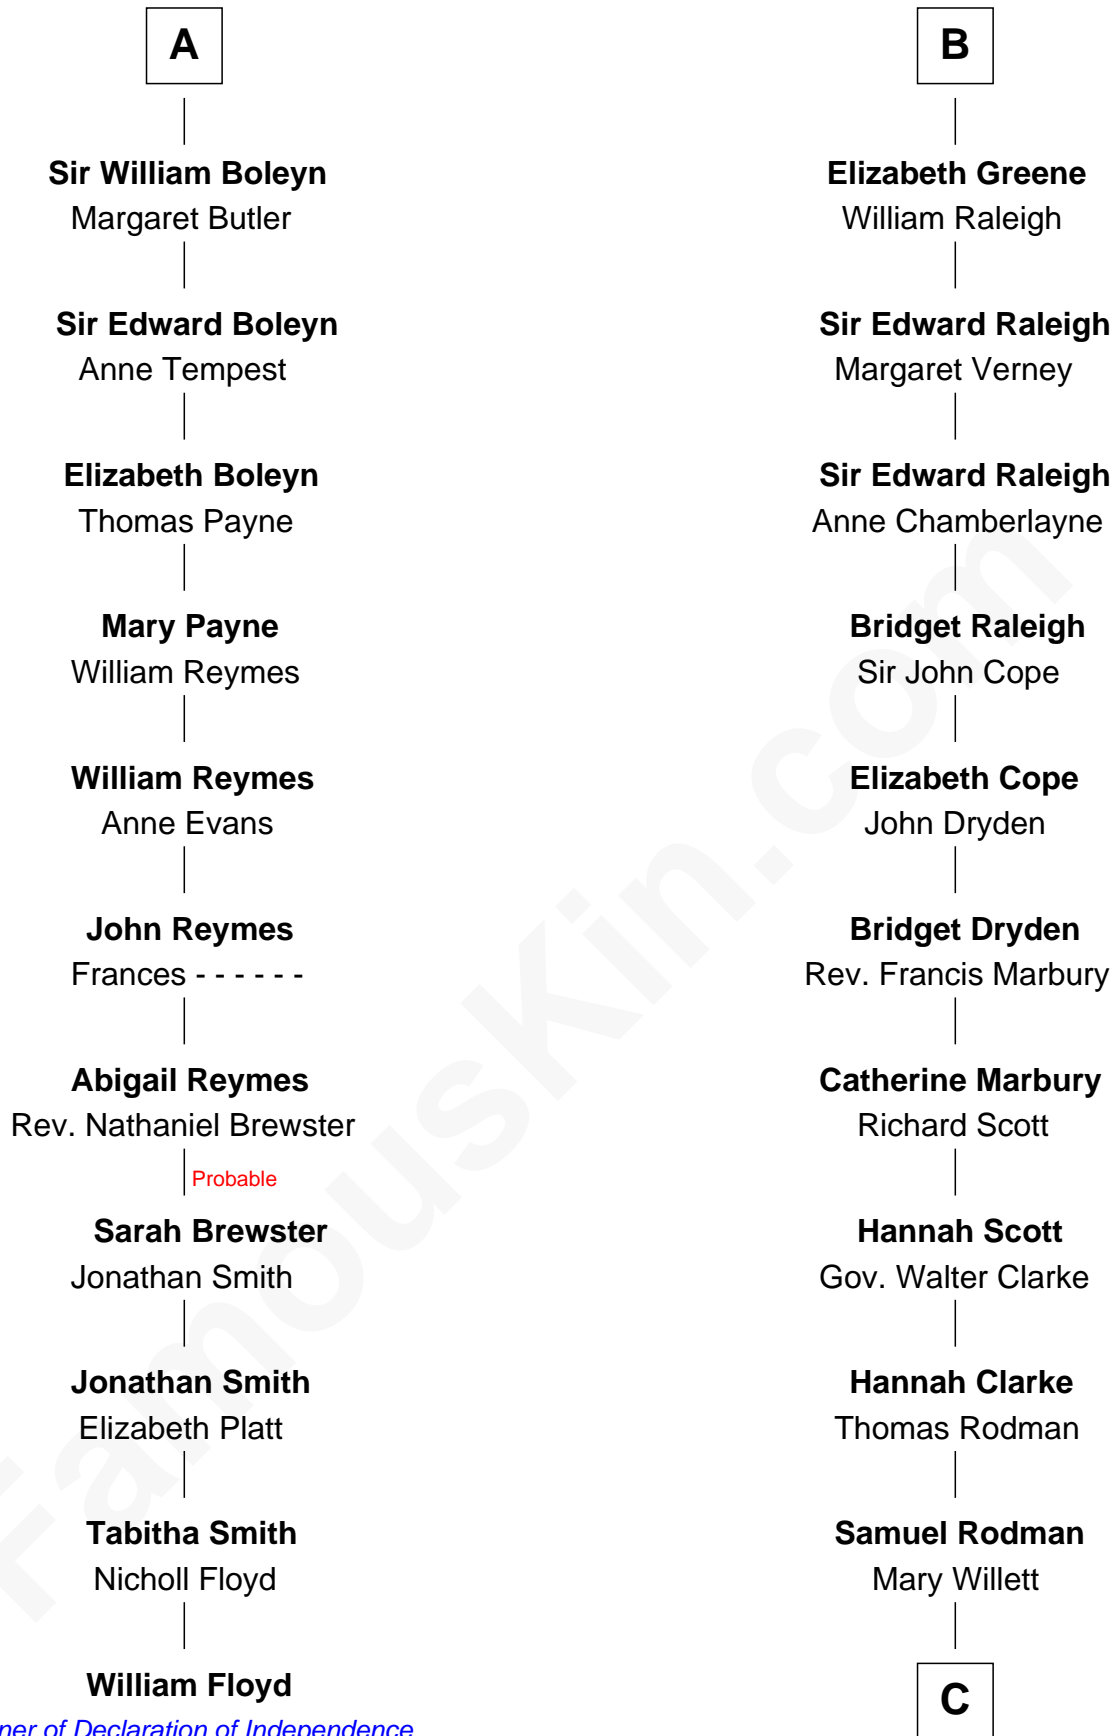 A
Sir William Boleyn
Margaret Butler
Sir Edward Boleyn
Anne Tempest
Elizabeth Boleyn
Thomas Payne
Mary Payne
William Reymes
William Reymes
Anne Evans
John Reymes
Frances - - - - - -
Abigail Reymes
Rev. Nathaniel Brewster
Probable
Sarah Brewster
Jonathan Smith
Jonathan Smith
Elizabeth Platt
Tabitha Smith
Nicholl Floyd
William Floyd
ner of Declaration of Independence
B
Elizabeth Greene
William Raleigh
Sir Edward Raleigh
Margaret Verney
Sir Edward Raleigh
Anne Chamberlayne
Bridget Raleigh
Sir John Cope
Elizabeth Cope
John Dryden
Bridget Dryden
Rev. Francis Marbury
Catherine Marbury
Richard Scott
Hannah Scott
Gov. Walter Clarke
Hannah Clarke
Thomas Rodman
Samuel Rodman
Mary Willett
C
FamousKin.com